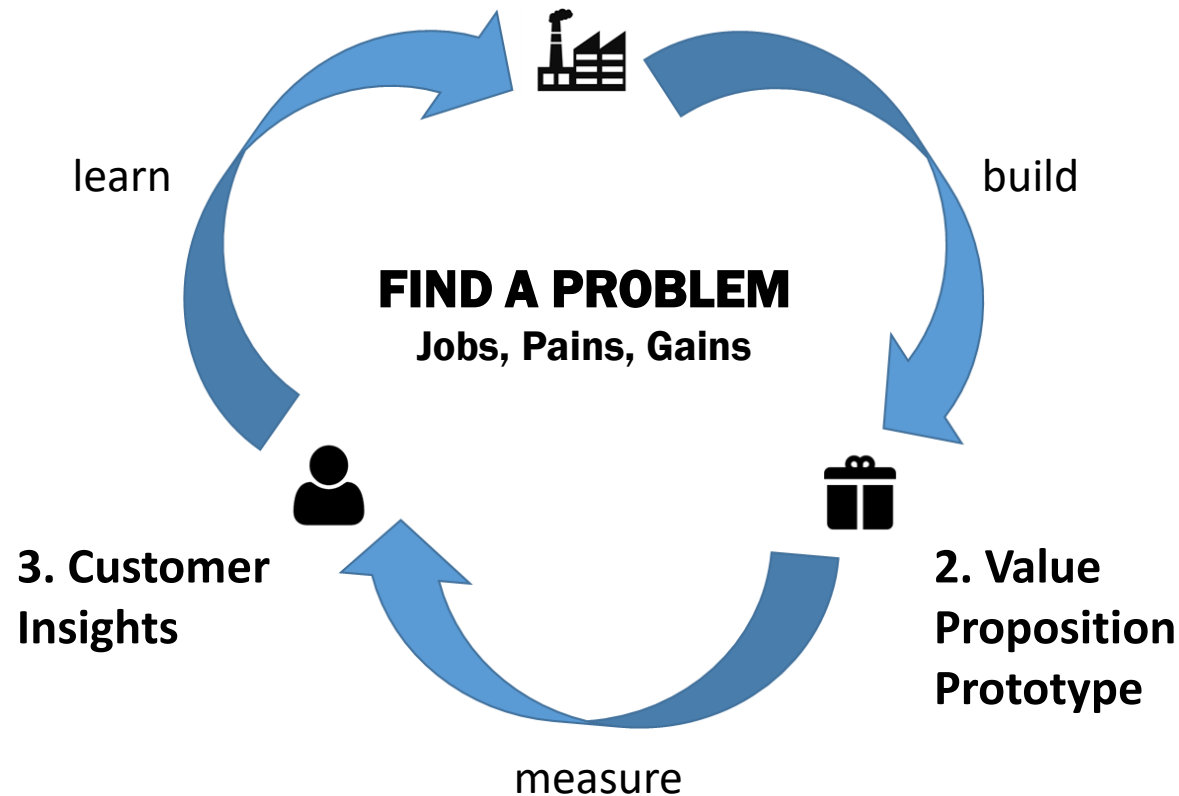 learn
build
FIND A PROBLEM
Jobs, Pains, Gains
3. Customer
Insights
2. Value
Proposition
Prototype
measure